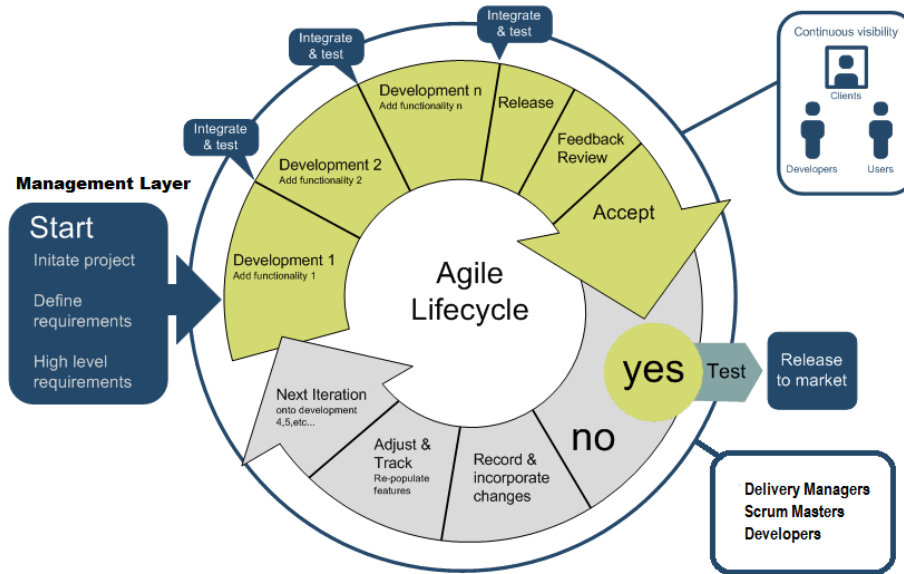 Management Layer
Start
Initate project
Define
requirements
High level
requirements
Integrate
& test
Integrate
& test
Integrate
& test
Development 1
Add functionality 1
Development 2
Add functionality 2
Development n
Add functionality n
Release
Feedback
Review
Accept
Agile
Lifecycle
yes
no
Test
Release
to market
Record &
incorporate
changes
Adjust &
Track
Re-populate
features
Next Iteration
onto development
4,5,etc...
Continuous visibility
Clients
Developers
Users
Delivery Managers
Scrum Masters
Developers